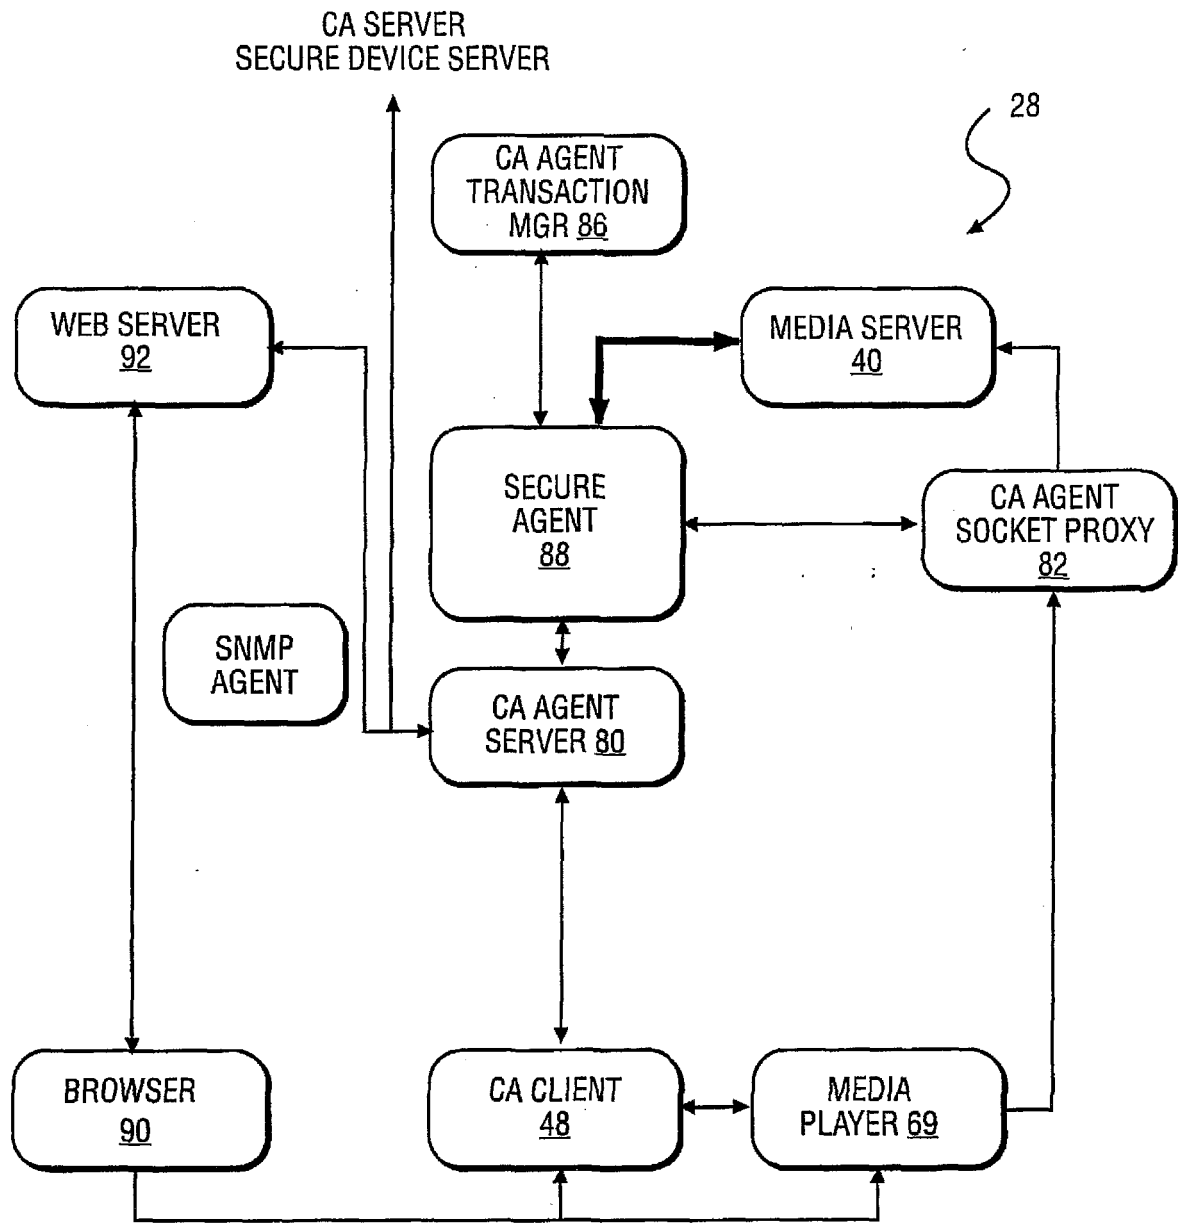 CA SERVER
SECURE DEVICE SERVER
28
CA AGENT
TRANSACTION
MGR 86
WEB SERVER
92
MEDIA SERVER
40
SECURE
AGENT
88
CA AGENT
SOCKET PROXY
82
SNMP
AGENT
CA AGENT
SERVER 80
BROWSER
90
CA CLIENT
48
MEDIA
PLAYER 69